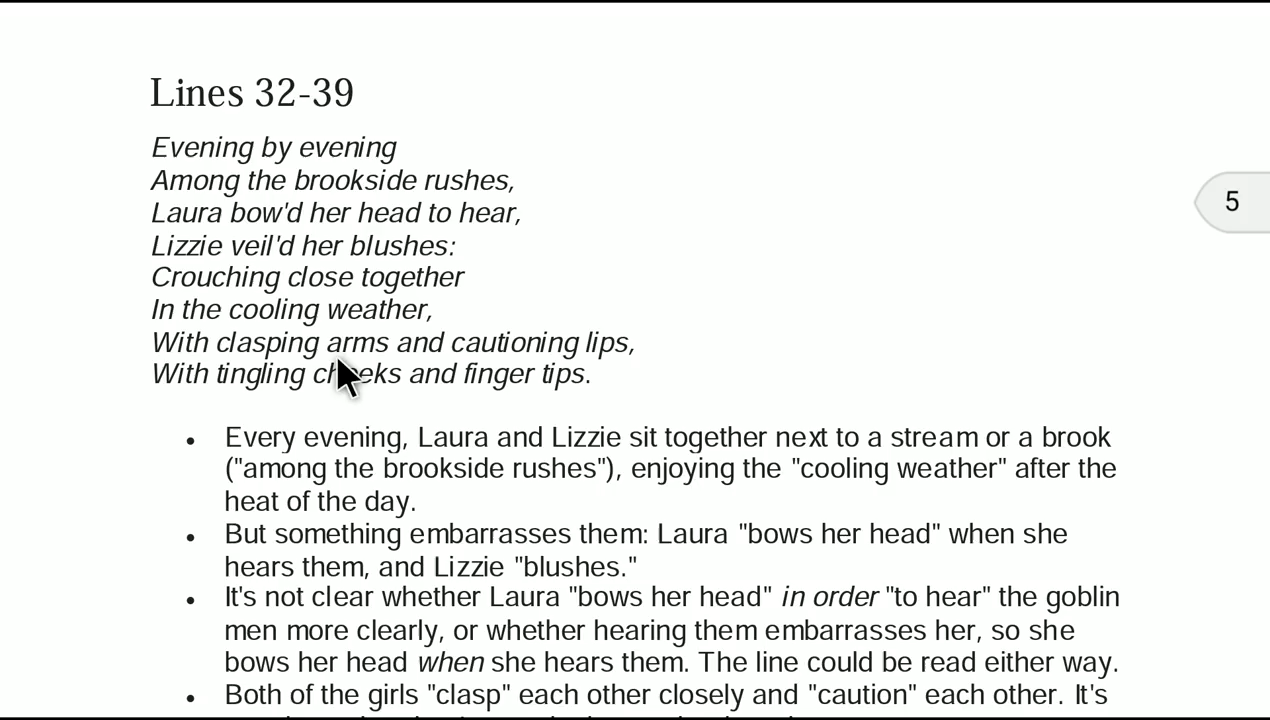 Lines 32-39
Evening by evening
Among the brookside rushes,
Laura bow'd her head to hear,
Lizzie veil'd her blushes:
Crouching close together
In the cooling weather,
With clasping arms and cautioning lips,
With tingling cheeks and finger tips.
5
• Every evening, Laura and Lizzie sit together next to a stream or a brook
("among the brookside rushes"), enjoying the "cooling weather" after the
heat of the day.
• But something embarrasses them: Laura "bows her head" when she
hears them, and Lizzie "blushes."
• It's not clear whether Laura "bows her head" in order "to hear" the goblin
men more clearly, or whether hearing them embarrasses her, so she
bows her head when she hears them. The line could be read either way.
• Both of the girls "clasp" each other closely and "caution" each other. It's